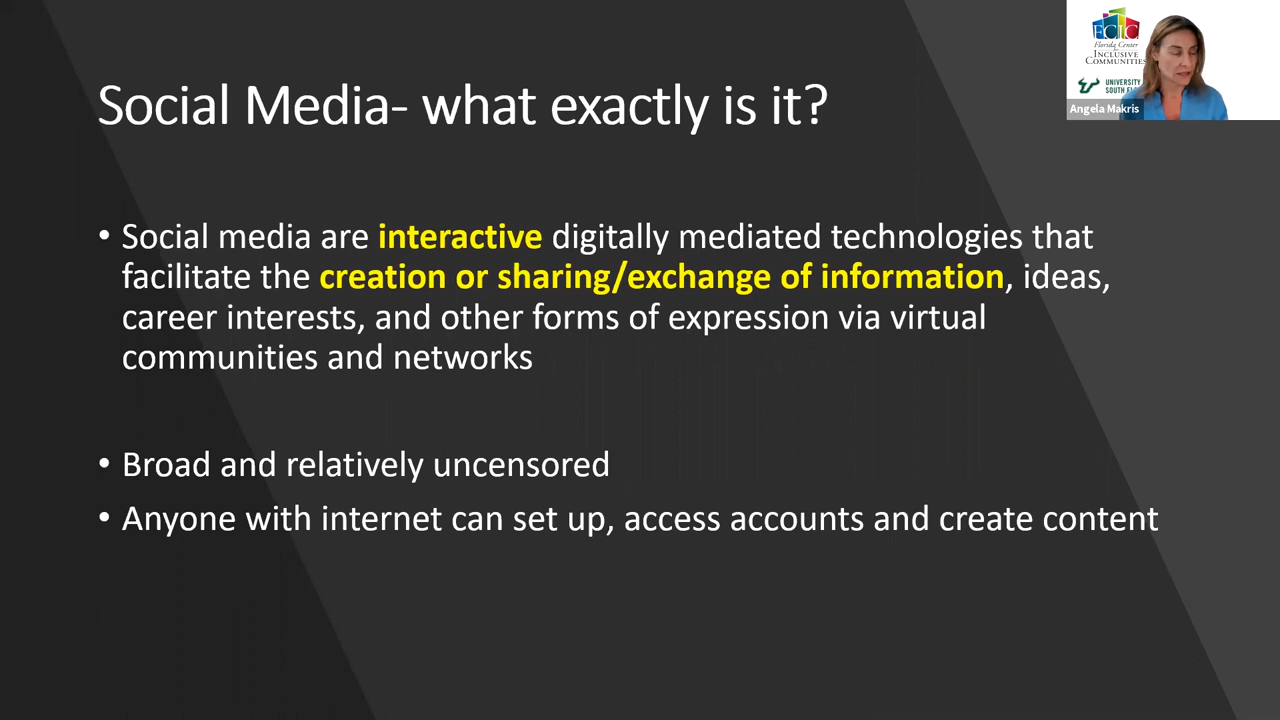 Social Media- what exactly is it?
• Social media are interactive digitally mediated technologies that
facilitate the creation or sharing/exchange of information, ideas,
career interests, and other forms of expression via virtual
communities and networks
• Broad and relatively uncensored
• Anyone with internet can set up, access accounts and create content
FCIC
Florida Center
for
INCLUSIVE
COMMUNITIES
UNIVERSITY
SOUTH
Angela Makris